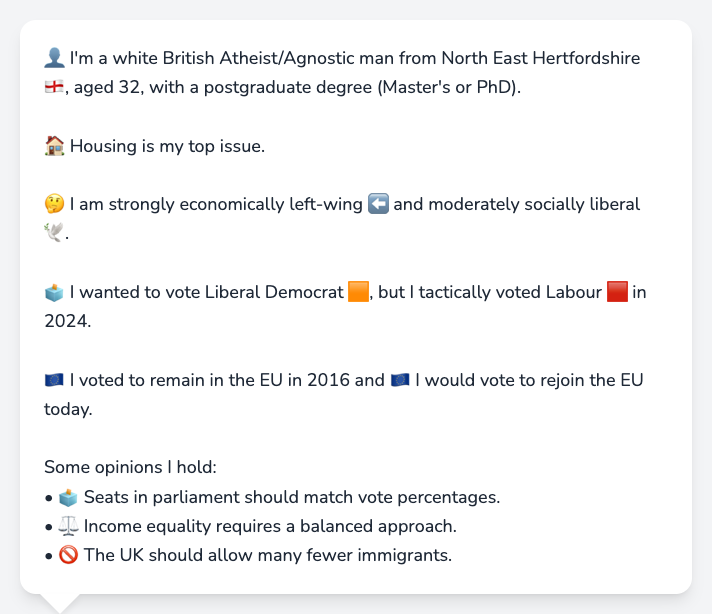 👤 I'm a white British Atheist/Agnostic man from North East Hertfordshire
🏴󠁧󠁢󠁥󠁮󠁧󠁿, aged 32, with a postgraduate degree (Master's or PhD).
🏠 Housing is my top issue.
🤔 I am strongly economically left-wing ⬅️ and moderately socially liberal
🕊️.
🗳️ I wanted to vote Liberal Democrat 🟧, but I tactically voted Labour 🟥 in
2024.
🇪🇺 I voted to remain in the EU in 2016 and 🇪🇺 I would vote to rejoin the EU
today.
Some opinions I hold:
• 🗳️ Seats in parliament should match vote percentages.
• ⚖️ Income equality requires a balanced approach.
• 🚫 The UK should allow many fewer immigrants.